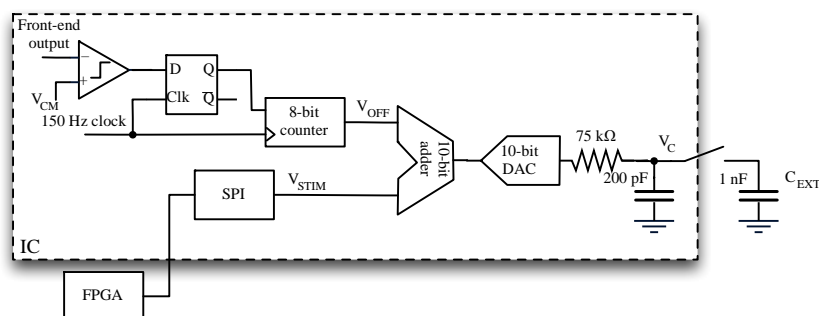 Front-end
output
−
+
V_CM
150 Hz clock
D Q
Clk Q̅
8-bit
counter
V_OFF
10-bit
adder
10-bit
DAC
75 kΩ
V_C
200 pF
1 nF
C_EXT
SPI
V_STIM
IC
FPGA